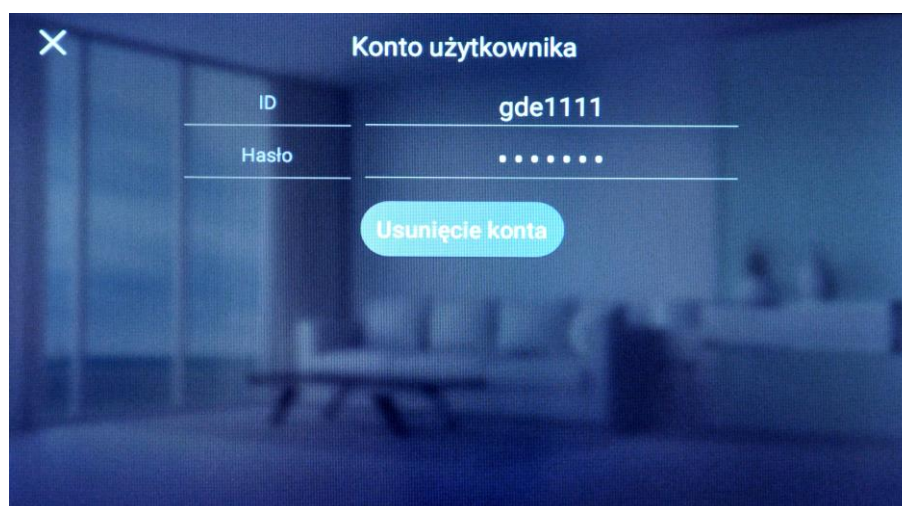 Konto użytkownika
ID gde1111
Hasło •••••••
Usunięcie konta